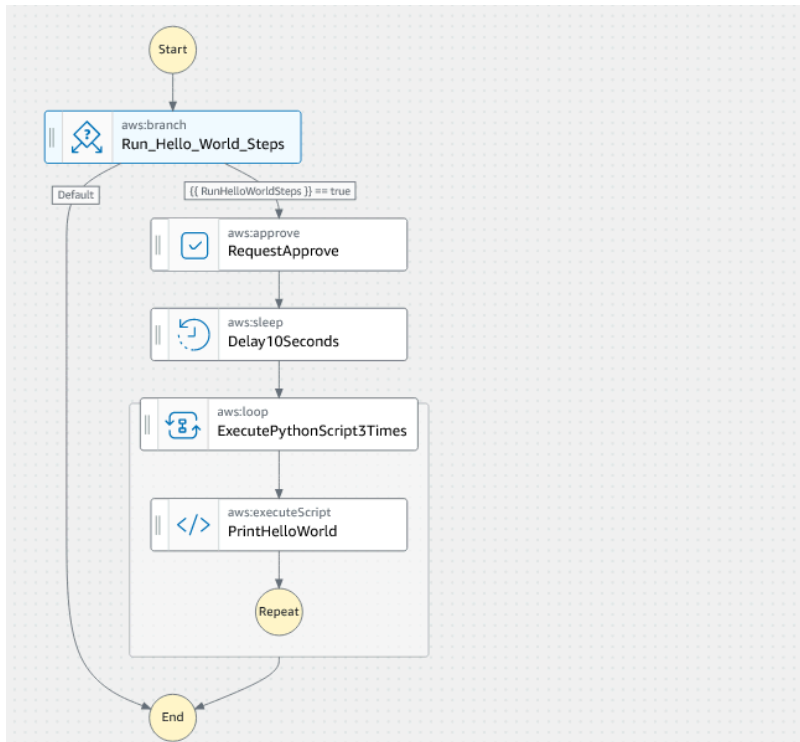 Start
aws:branch
Run_Hello_World_Steps
Default
{{ RunHelloWorldSteps }} == true
aws:approve
RequestApprove
aws:sleep
Delay10Seconds
aws:loop
ExecutePythonScript3Times
aws:executeScript
PrintHelloWorld
Repeat
End